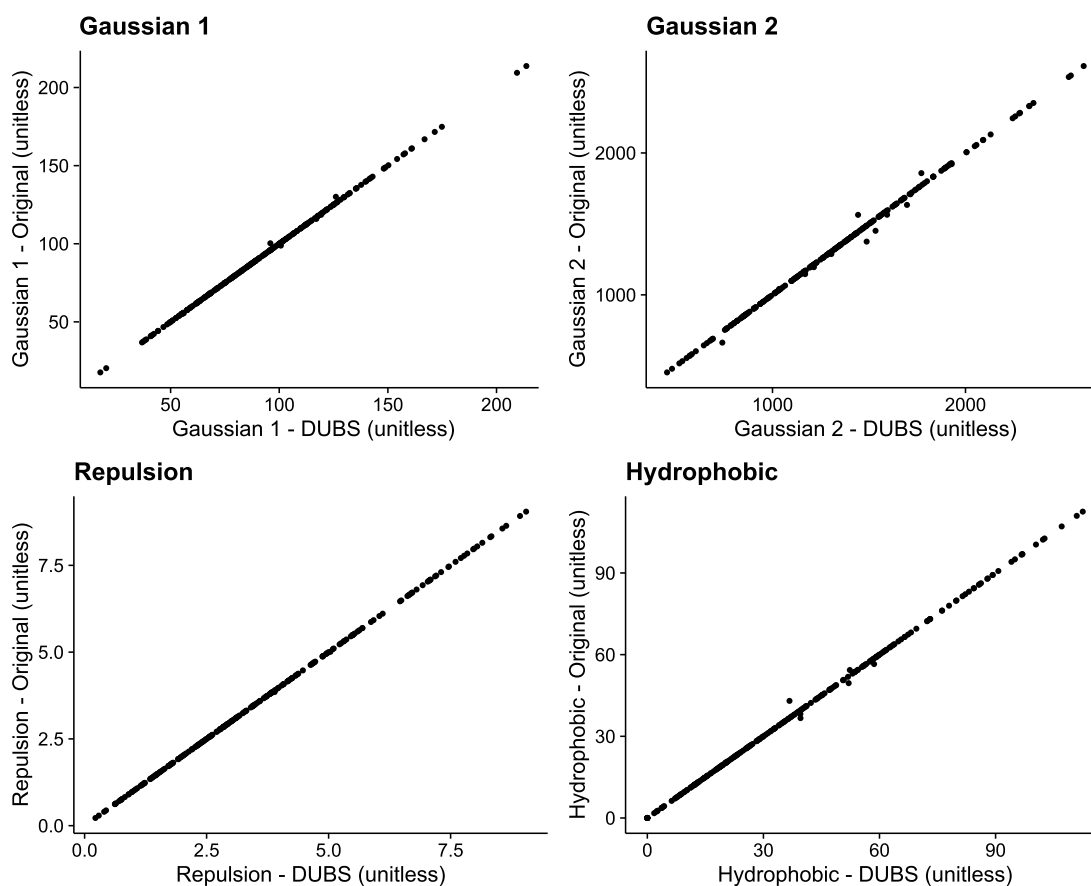 Gaussian 1
Gaussian 1 - Original (unitless)
200
150
100
50
50 100 150 200
Gaussian 1 - DUBS (unitless)
Gaussian 2
Gaussian 2 - Original (unitless)
2000
1000
1000 2000
Gaussian 2 - DUBS (unitless)
Repulsion
Repulsion - Original (unitless)
7.5
5.0
2.5
0.0
0.0 2.5 5.0 7.5
Repulsion - DUBS (unitless)
Hydrophobic
Hydrophobic - Original (unitless)
90
60
30
0
0 30 60 90
Hydrophobic - DUBS (unitless)